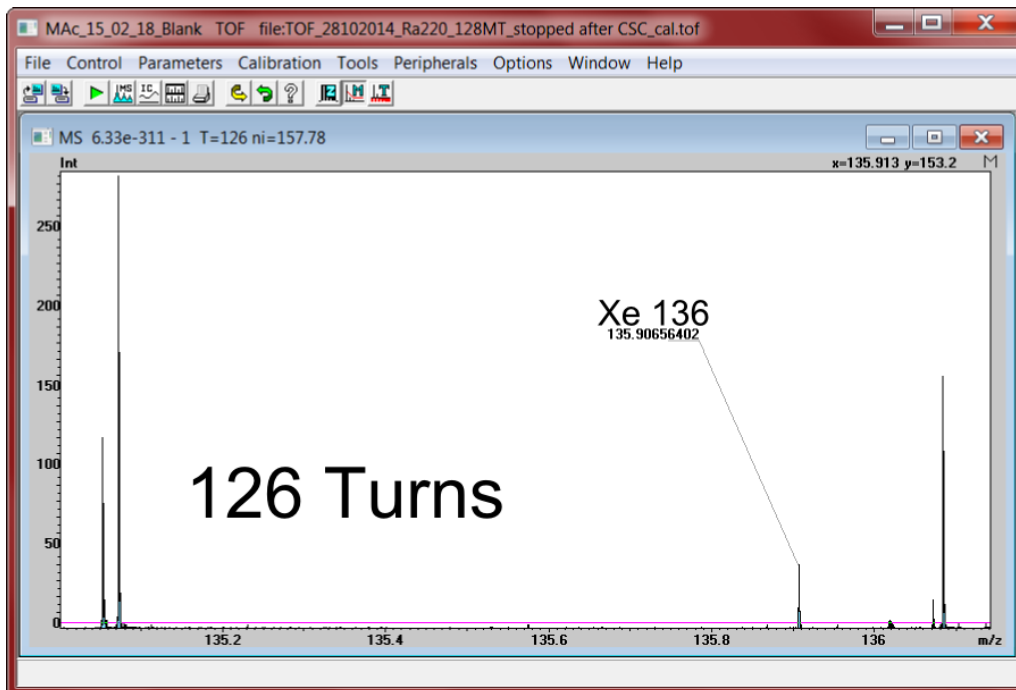 MAc_15_02_18_Blank TOF file:TOF_28102014_Ra220_128MT_stopped after CSC_cal.tof
File Control Parameters Calibration Tools Peripherals Options Window Help
MS IC
MS 6.33e-311 - 1 T=126 ni=157.78
Int x=135.913 y=153.2 M
250
200
Xe 136
135.90656402
150
100
126 Turns
50
0
135.2 135.4 135.6 135.8 136 m/z